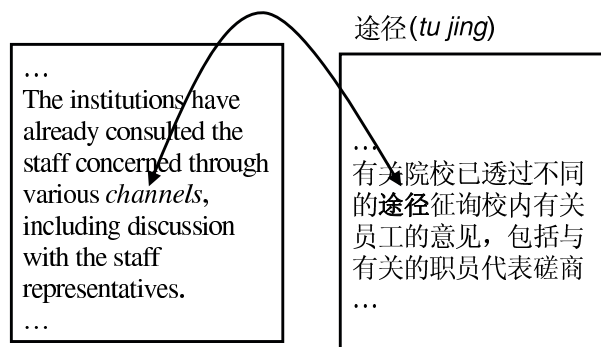 途径(tu jing)
…
The institutions have
already consulted the
staff concerned through
various channels,
including discussion
with the staff
representatives.
…
…
有关院校已透过不同
的途径征询校内有关
员工的意见，包括与
有关的职员代表磋商
…